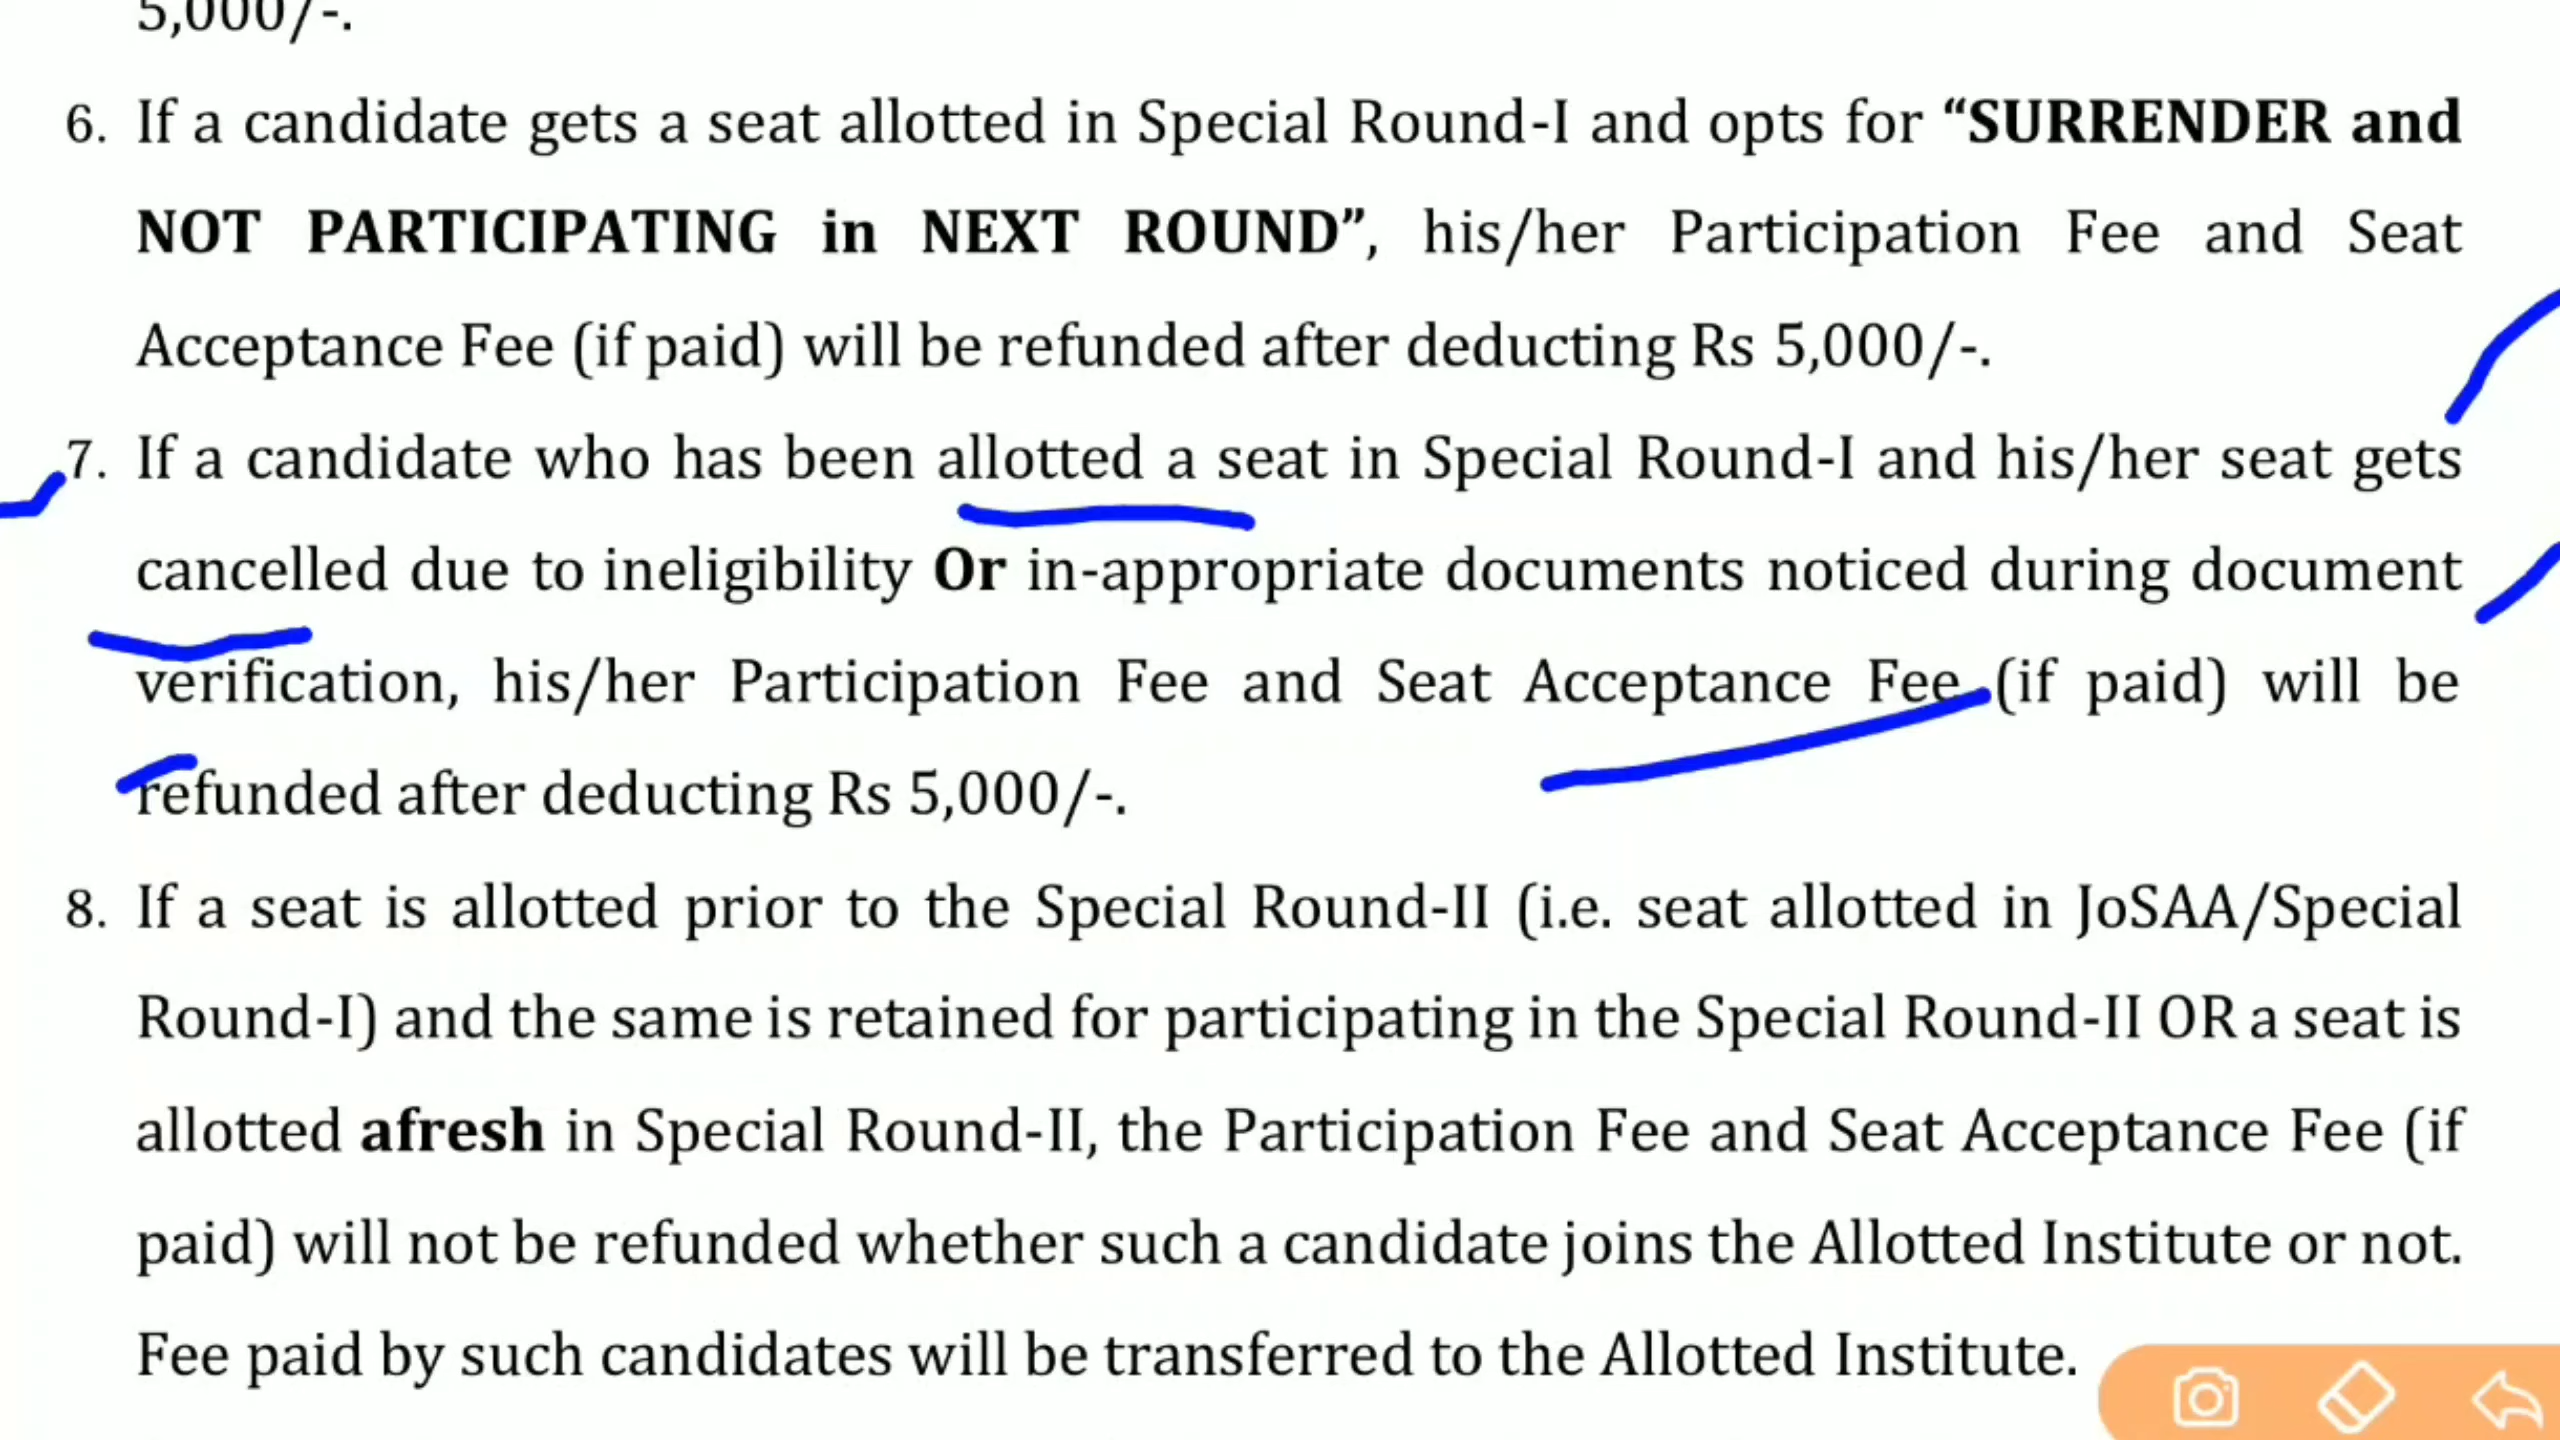 5,000/-.
6. If a candidate gets a seat allotted in Special Round-I and opts for “SURRENDER and
NOT PARTICIPATING in NEXT ROUND”, his/her Participation Fee and Seat
Acceptance Fee (if paid) will be refunded after deducting Rs 5,000/-.
7. If a candidate who has been allotted a seat in Special Round-I and his/her seat gets
cancelled due to ineligibility Or in-appropriate documents noticed during document
verification, his/her Participation Fee and Seat Acceptance Fee (if paid) will be
refunded after deducting Rs 5,000/-.
8. If a seat is allotted prior to the Special Round-II (i.e. seat allotted in JoSAA/Special
Round-I) and the same is retained for participating in the Special Round-II OR a seat is
allotted afresh in Special Round-II, the Participation Fee and Seat Acceptance Fee (if
paid) will not be refunded whether such a candidate joins the Allotted Institute or not.
Fee paid by such candidates will be transferred to the Allotted Institute.